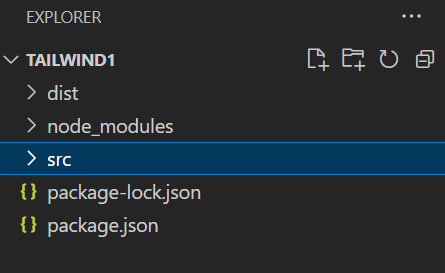 EXPLORER
TAILWIND1
dist
node_modules
src
{} package-lock.json
{} package.json